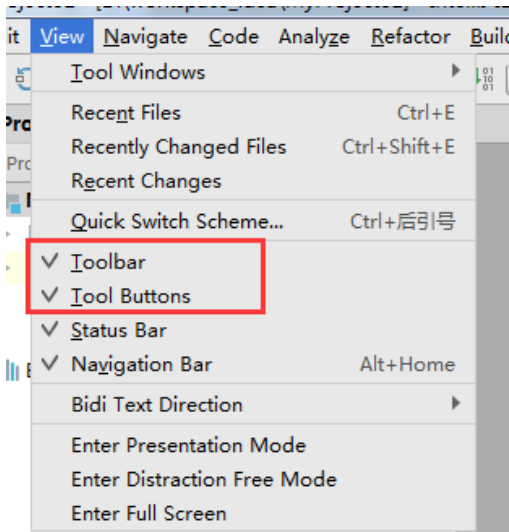 it View Navigate Code Analyze Refactor Build
Tool Windows
Recent Files Ctrl+E
Recently Changed Files Ctrl+Shift+E
Recent Changes
Quick Switch Scheme... Ctrl+后引号
Toolbar
Tool Buttons
Status Bar
Navigation Bar Alt+Home
Bidi Text Direction
Enter Presentation Mode
Enter Distraction Free Mode
Enter Full Screen